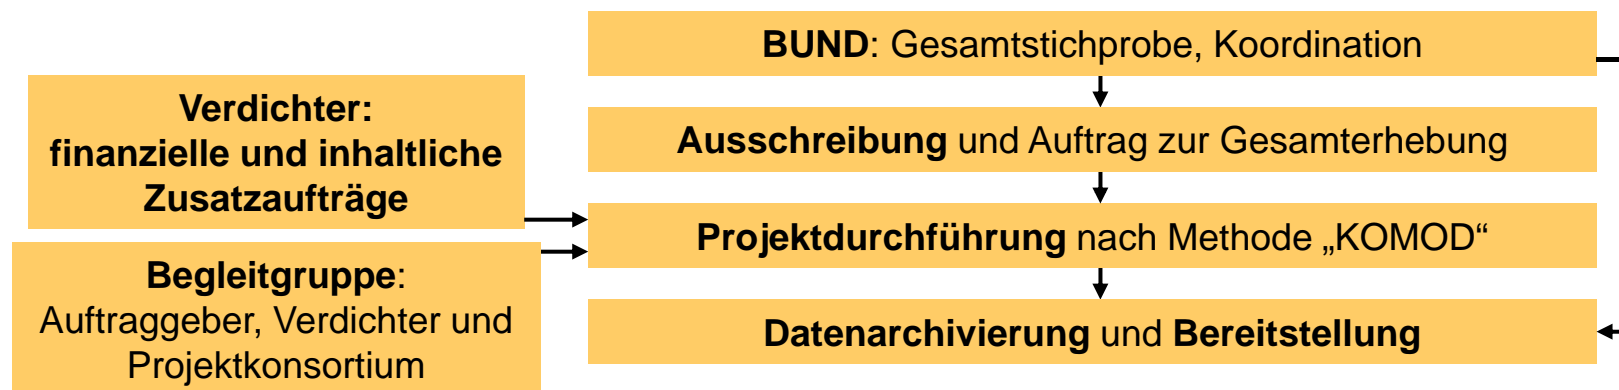 BUND: Gesamtstichprobe, Koordination
Verdichter:
finanzielle und inhaltliche
Zusatzaufträge
Ausschreibung und Auftrag zur Gesamterhebung
Projektdurchführung nach Methode „KOMOD“
Begleitgruppe:
Auftraggeber, Verdichter und
Projektkonsortium
Datenarchivierung und Bereitstellung